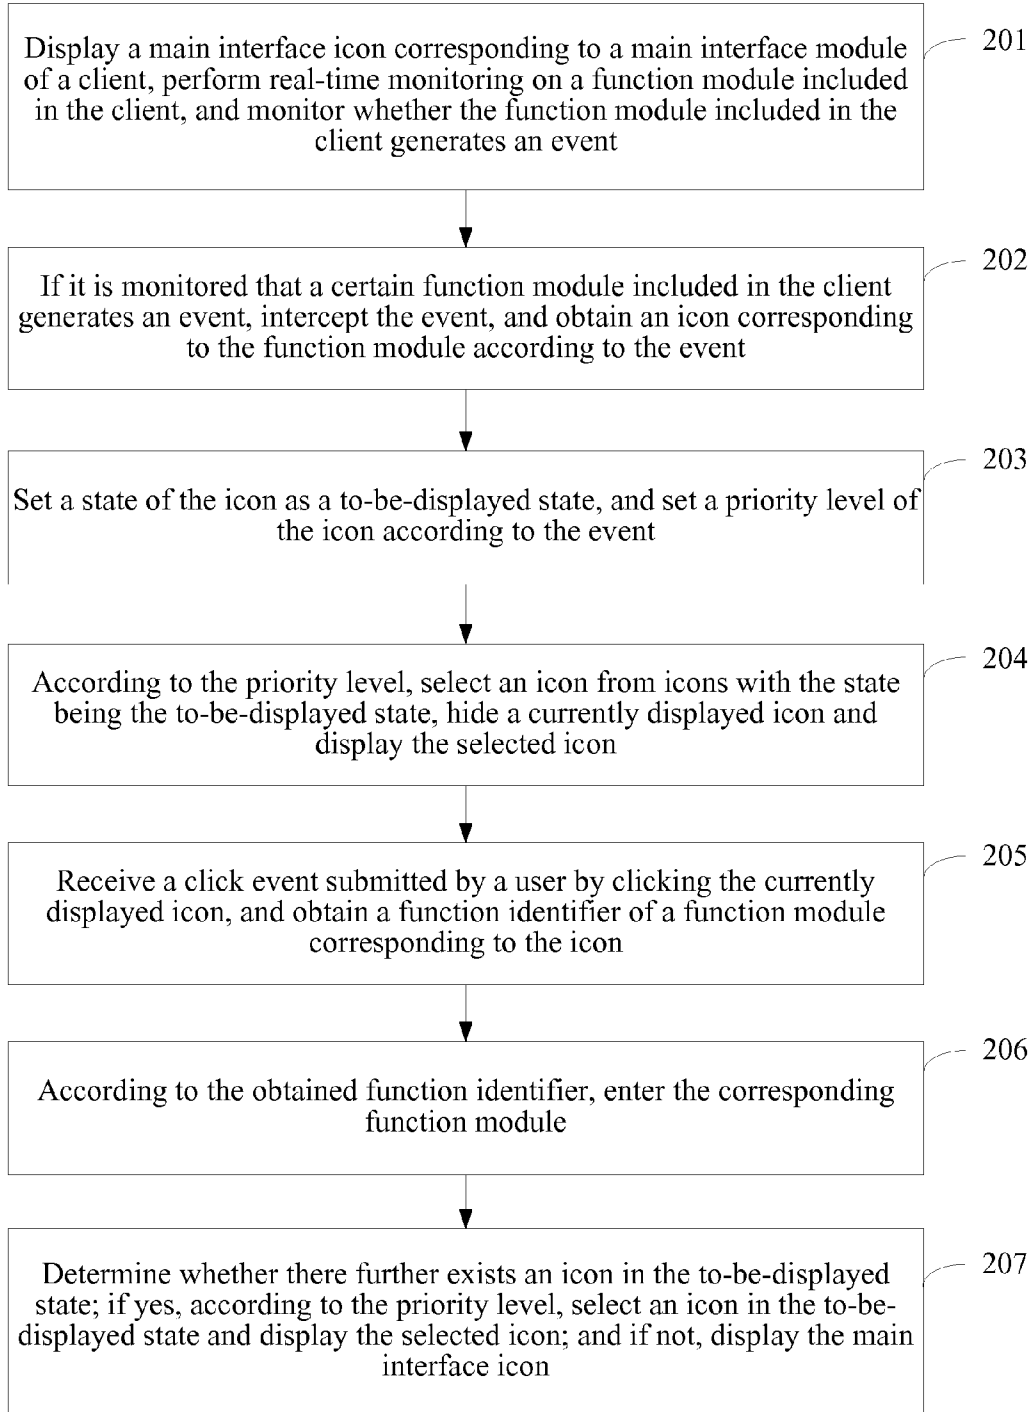 Display a main interface icon corresponding to a main interface module
of a client, perform real-time monitoring on a function module included
in the client, and monitor whether the function module included in the
client generates an event
201
If it is monitored that a certain function module included in the client
generates an event, intercept the event, and obtain an icon corresponding
to the function module according to the event
202
Set a state of the icon as a to-be-displayed state, and set a priority level of
the icon according to the event
203
According to the priority level, select an icon from icons with the state
being the to-be-displayed state, hide a currently displayed icon and
display the selected icon
204
Receive a click event submitted by a user by clicking the currently
displayed icon, and obtain a function identifier of a function module
corresponding to the icon
205
According to the obtained function identifier, enter the corresponding
function module
206
Determine whether there further exists an icon in the to-be-displayed
state; if yes, according to the priority level, select an icon in the to-be-
displayed state and display the selected icon; and if not, display the main
interface icon
207